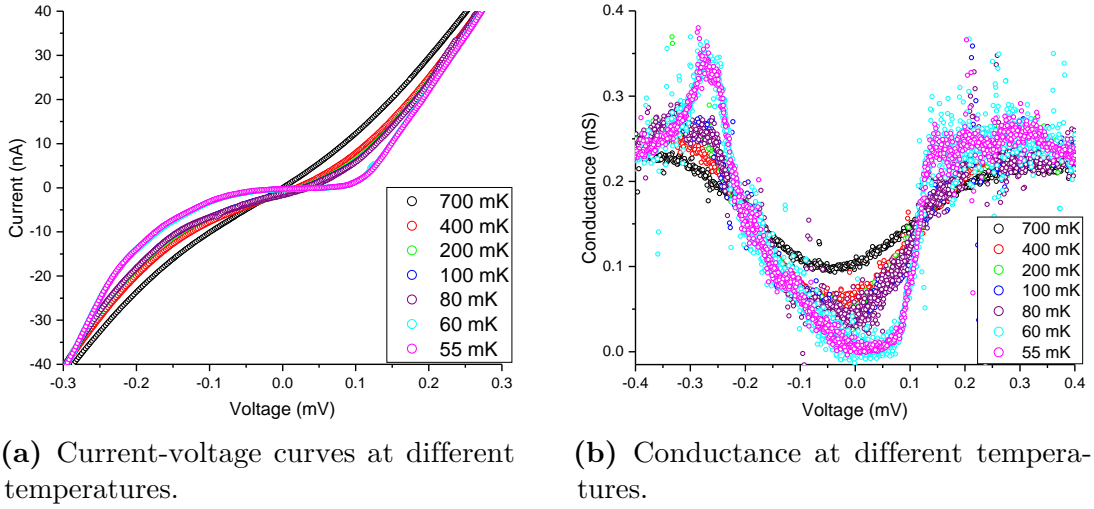 40
30
20
10
0
-10
-20
-30
-40
Current (nA)
-0.3
-0.2
-0.1
0.0
0.1
0.2
0.3
Voltage (mV)
700 mK
400 mK
200 mK
100 mK
80 mK
60 mK
55 mK
(a) Current-voltage curves at different
temperatures.
0.4
0.3
0.2
0.1
0.0
Conductance (mS)
-0.4
-0.3
-0.2
-0.1
0.0
0.1
0.2
0.3
0.4
Voltage (mV)
700 mK
400 mK
200 mK
100 mK
80 mK
60 mK
55 mK
(b) Conductance at different tempera-
tures.